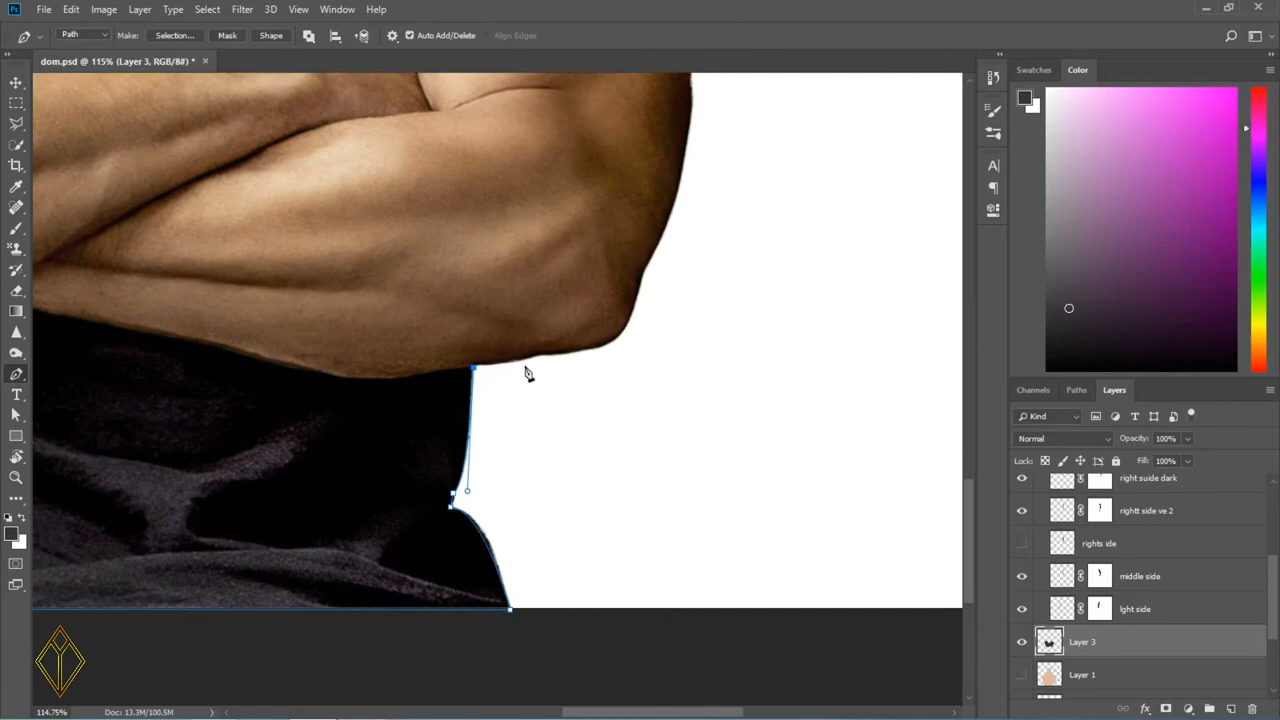 Ps File Edit Image Layer Type Select Filter 3D View Window Help
Path Make: Selection... Mask Shape Auto Add/Delete Align Edges
dom.psd @ 115% (Layer 3, RGB/8#) * ×
Swatches Color
Channels Paths Layers
Kind
Normal Opacity: 100%
Lock: Fill: 100%
right suide dark
rightt side ve 2
rights ide
middle side
lght side
Layer 3
Layer 1
114.75% Doc: 13.3M/100.5M